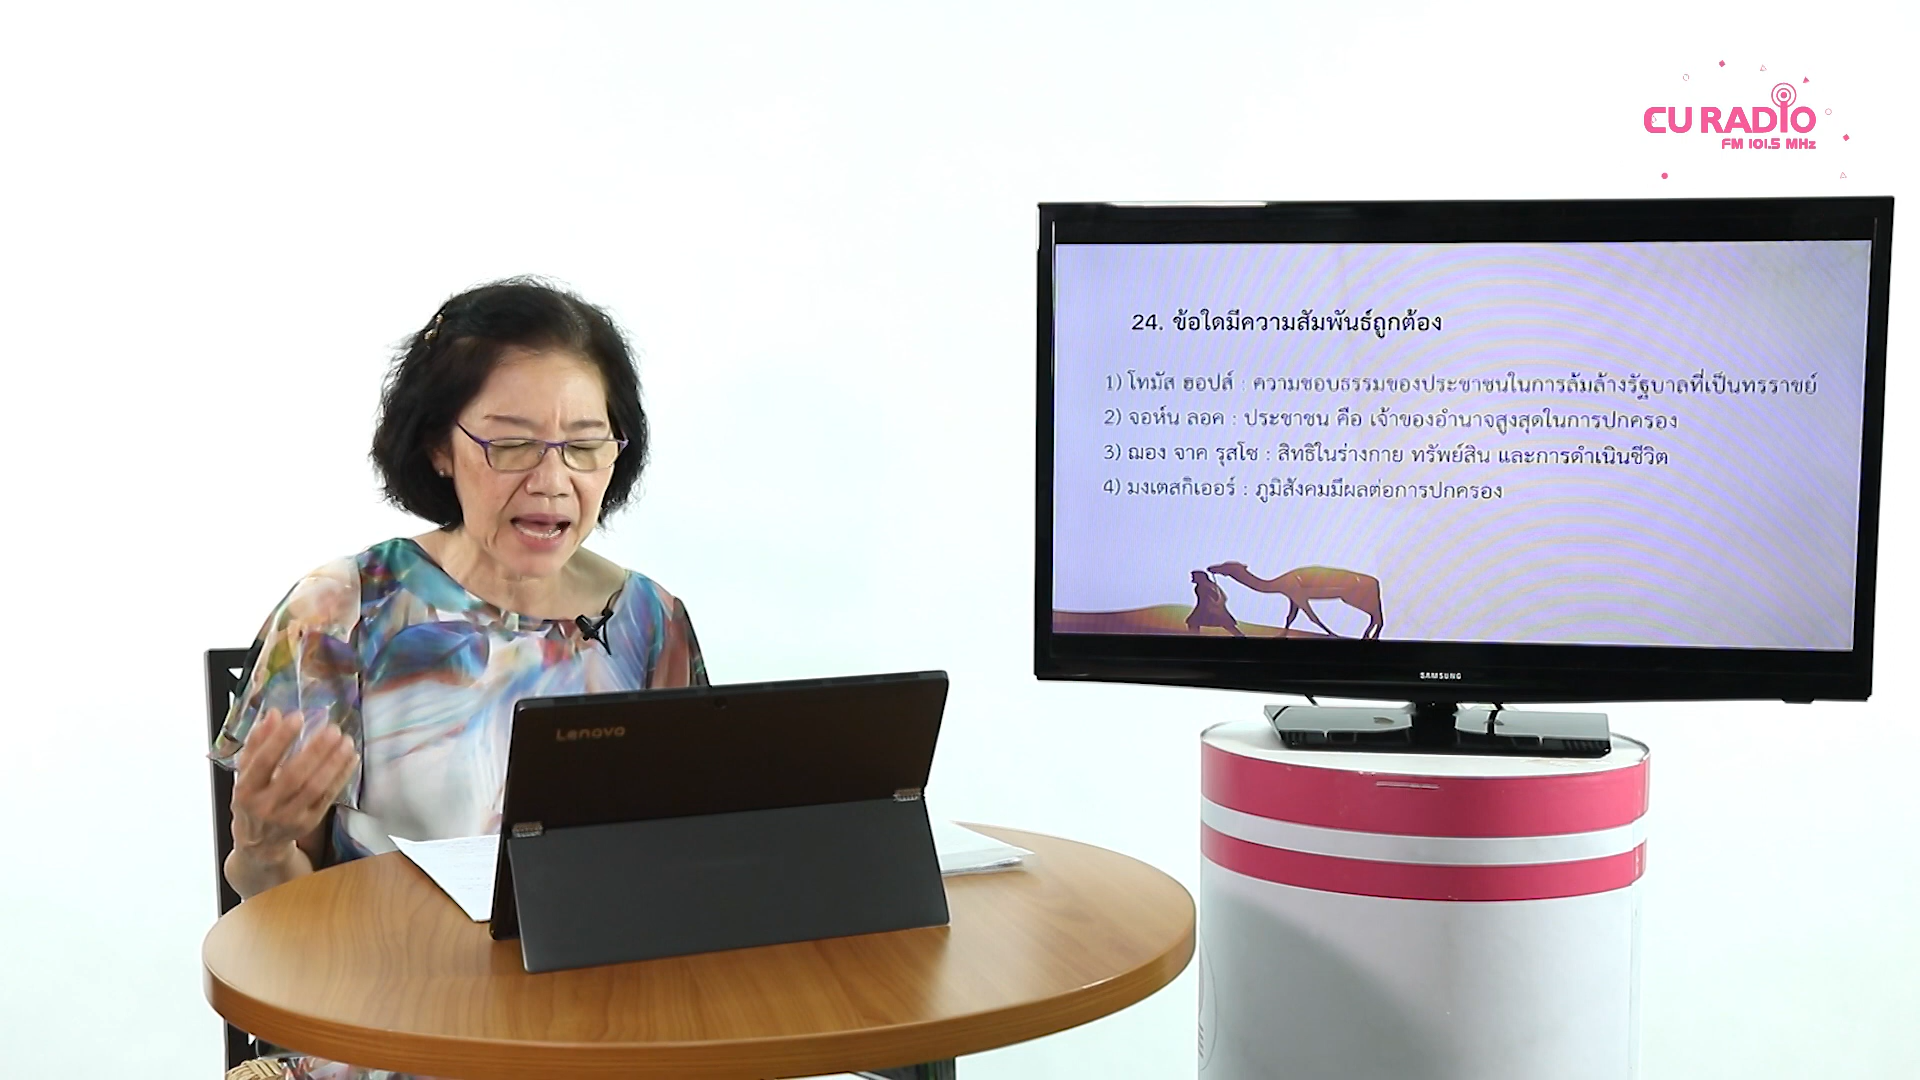 CU RADIO
FM 101.5 MHz
24. ข้อใดมีความสัมพันธ์ถูกต้อง
1) โทมัส ฮอปส์ : ความชอบธรรมของประชาชนในการล้มล้างรัฐบาลที่เป็นทรราชย์
2) จอห์น ลอค : ประชาชน คือ เจ้าของอำนาจสูงสุดในการปกครอง
3) ฌอง จาค รุสโซ : สิทธิในร่างกาย ทรัพย์สิน และการดำเนินชีวิต
4) มงเตสกิเออร์ : ภูมิสังคมมีผลต่อการปกครอง
SAMSUNG
Lenovo